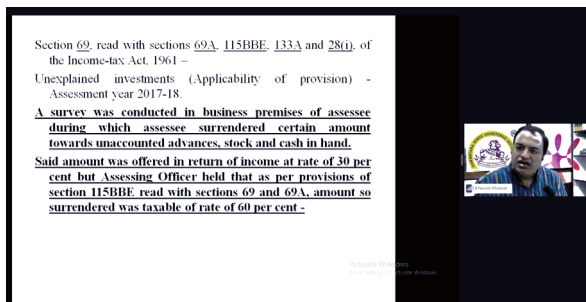 Section 69, read with sections 69A, 115BBE, 133A and 28(i), of
the Income-tax Act, 1961 –
Unexplained investments (Applicability of provision) -
Assessment year 2017-18.
A survey was conducted in business premises of assessee
during which assessee surrendered certain amount
towards unaccounted advances, stock and cash in hand.
Said amount was offered in return of income at rate of 30 per
cent but Assessing Officer held that as per provisions of
section 115BBE read with sections 69 and 69A, amount so
surrendered was taxable of rate of 60 per cent -
Activate Windows